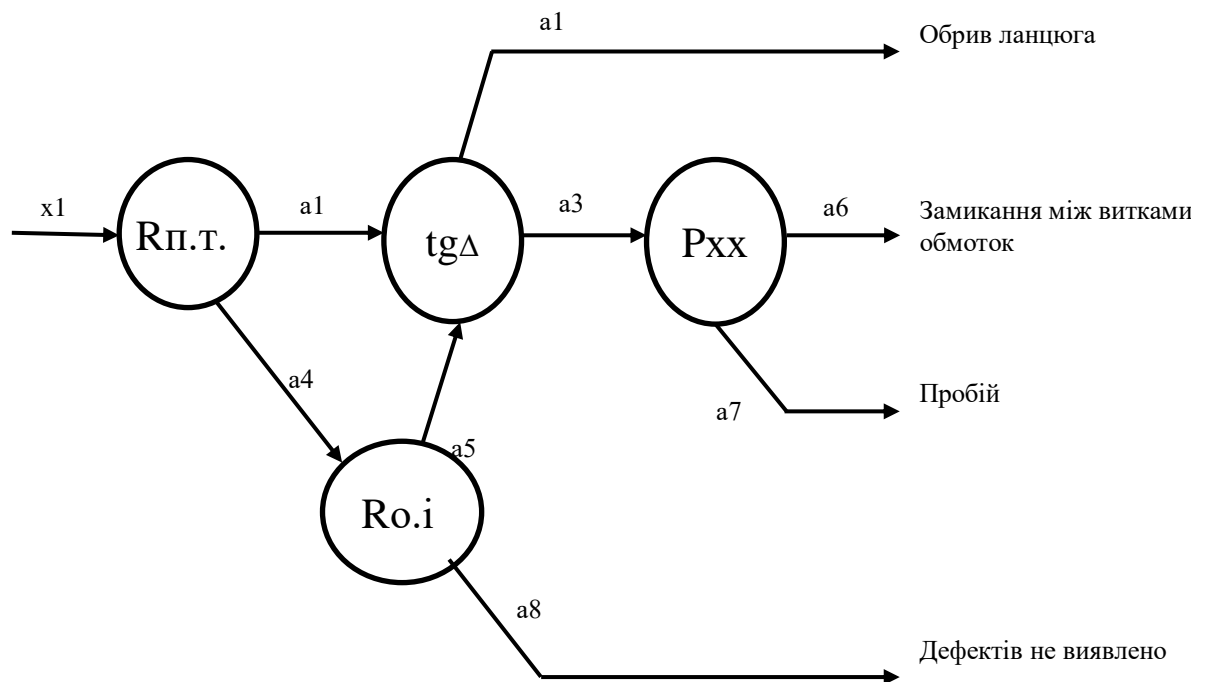 a1
Обрив ланцюга
x1
Rп.т.
a1
tgΔ
a3
Pxx
a6
Замикання між витками
обмоток
a4
a7
Пробій
a5
Ro.i
a8
Дефектів не виявлено